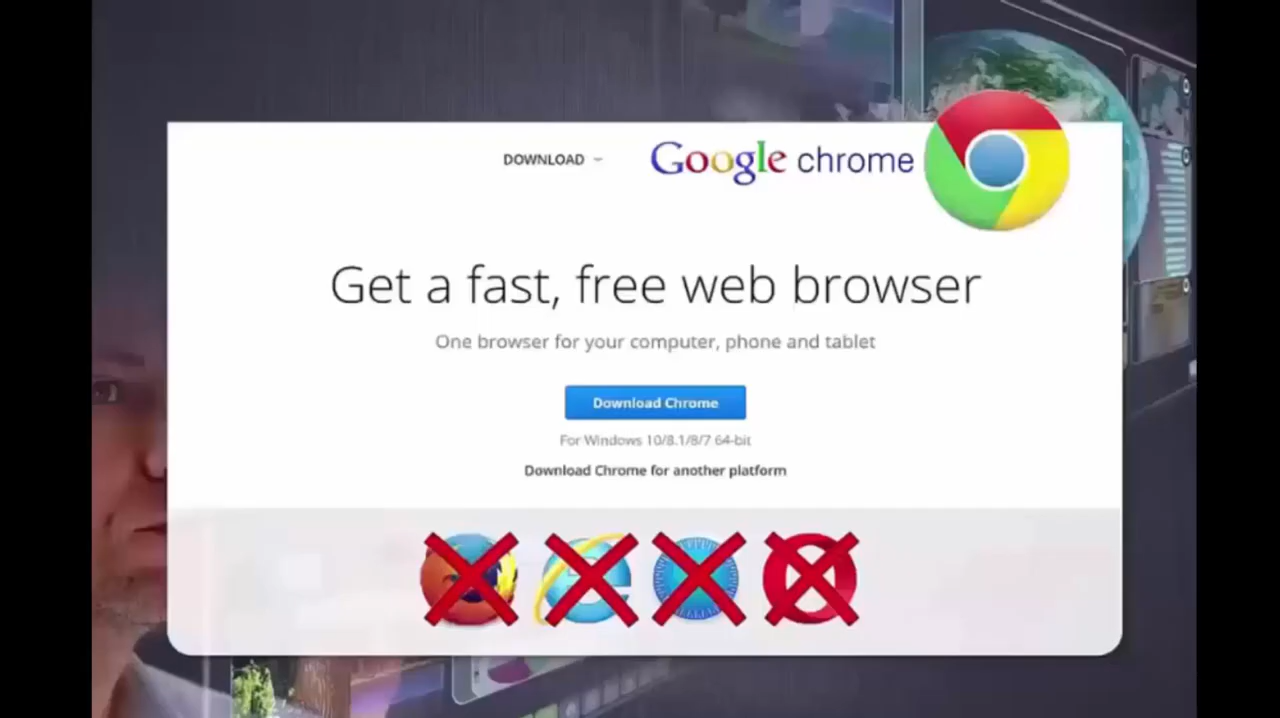 DOWNLOAD
Google chrome
Get a fast, free web browser
One browser for your computer, phone and tablet
Download Chrome
For Windows 10/8.1/8/7 64-bit
Download Chrome for another platform